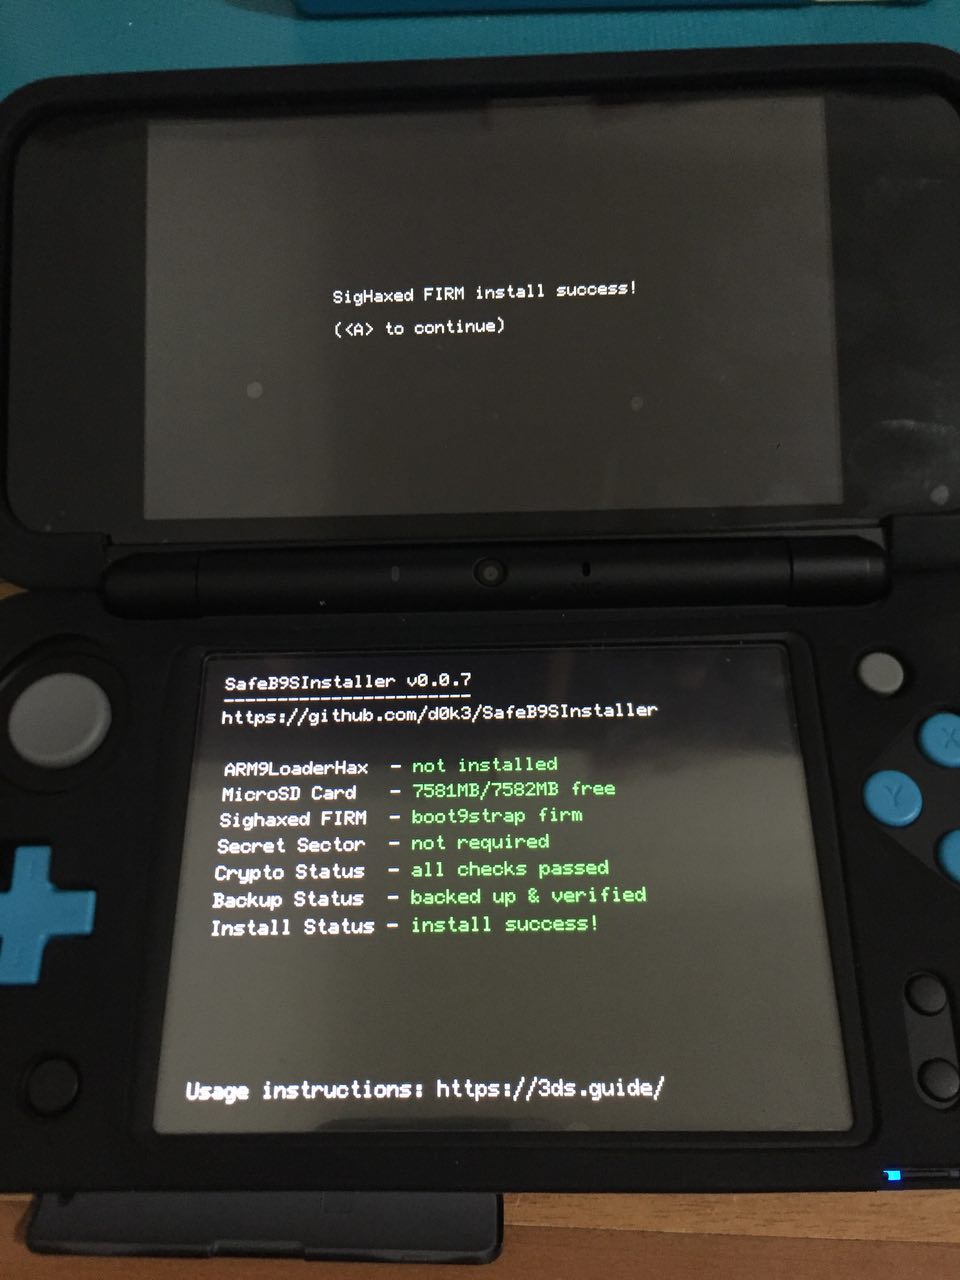 SigHaxed FIRM install success!
(<A> to continue)
SafeB9SInstaller v0.0.7
-----------------------
https://github.com/d0k3/SafeB9SInstaller
ARM9LoaderHax - not installed
MicroSD Card - 7581MB/7582MB free
Sighaxed FIRM - boot9strap firm
Secret Sector - not required
Crypto Status - all checks passed
Backup Status - backed up & verified
Install Status - install success!
X
Y
Usage instructions: https://3ds.guide/